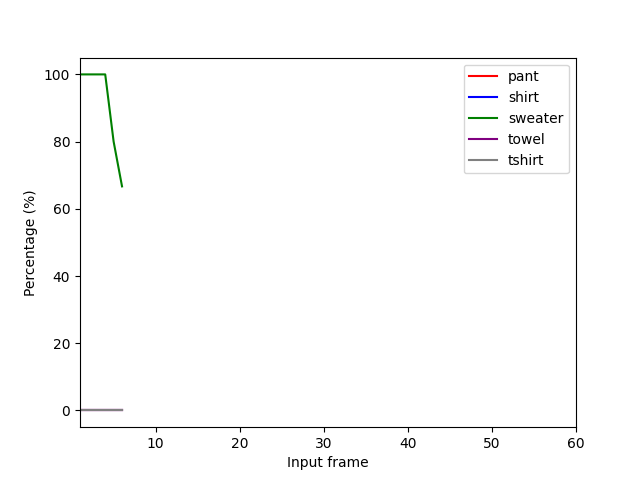 100
80
60
40
20
0
Percentage (%)
10 20 30 40 50 60
Input frame
pant
shirt
sweater
towel
tshirt